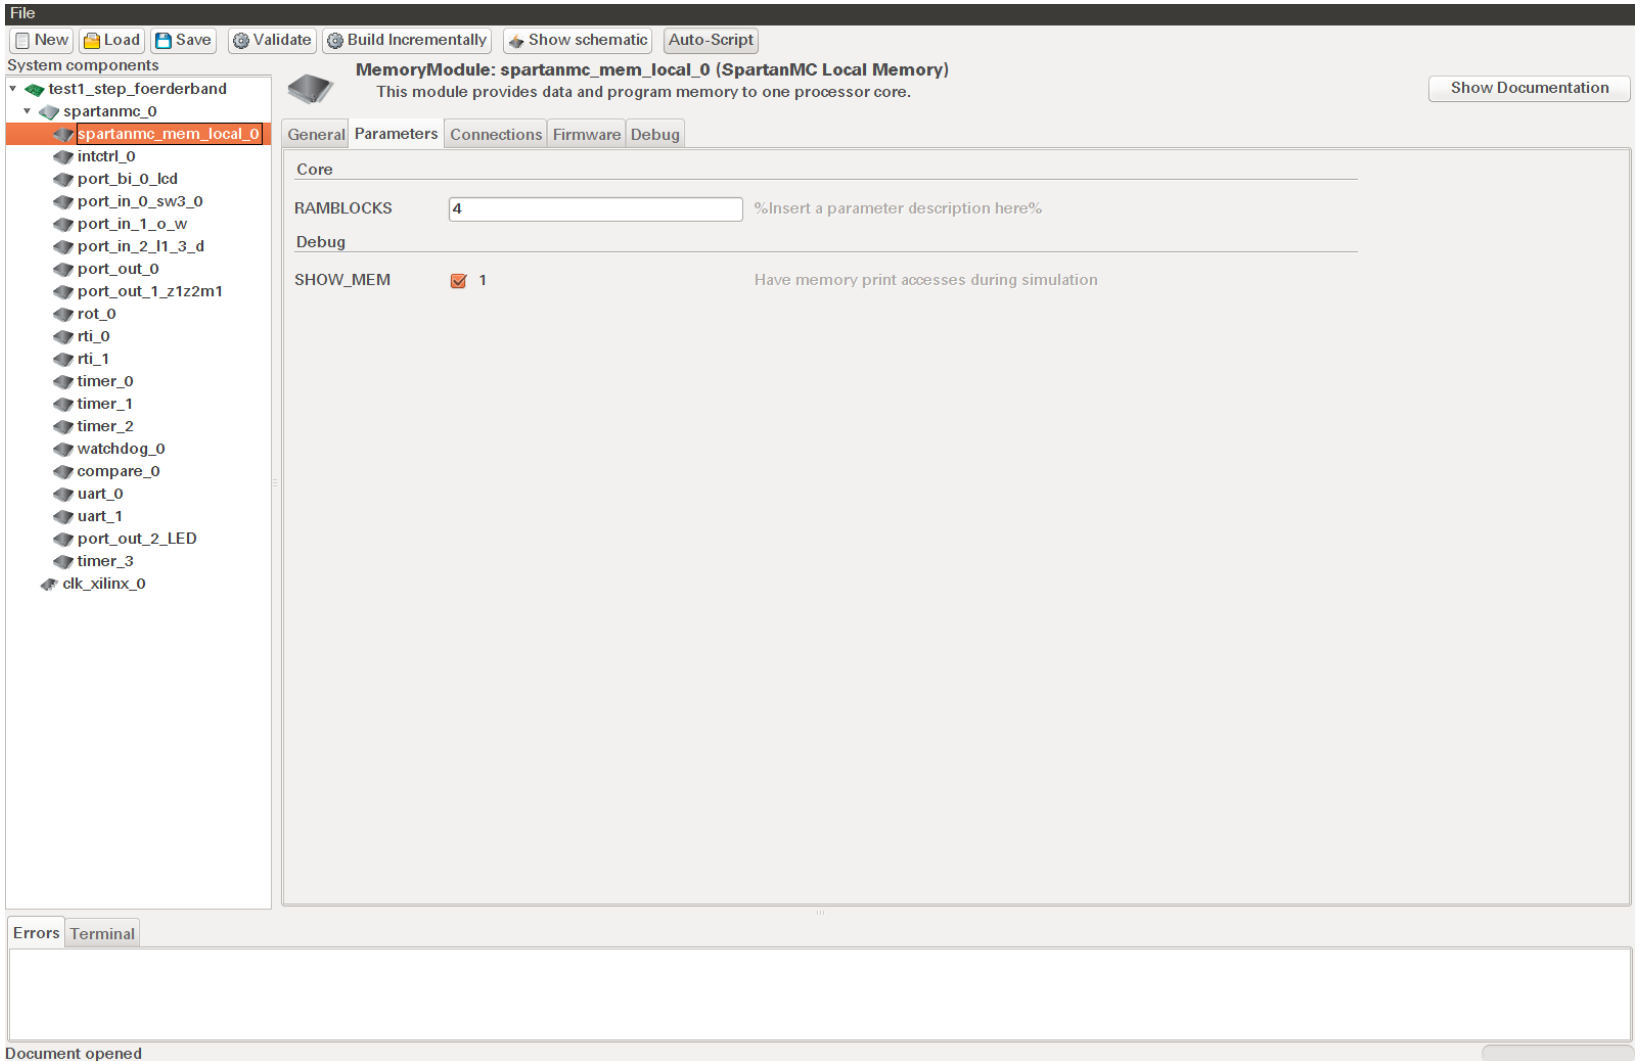 File
New Load Save Validate Build Incrementally Show schematic Auto-Script
System components
test1_step_foerderband
spartanmc_0
spartanmc_mem_local_0
intctrl_0
port_bi_0_lcd
port_in_0_sw3_0
port_in_1_o_w
port_in_2_l1_3_d
port_out_0
port_out_1_z1z2m1
rot_0
rti_0
rti_1
timer_0
timer_1
timer_2
watchdog_0
compare_0
uart_0
uart_1
port_out_2_LED
timer_3
clk_xilinx_0
MemoryModule: spartanmc_mem_local_0 (SpartanMC Local Memory)
This module provides data and program memory to one processor core.
Show Documentation
General Parameters Connections Firmware Debug
Core
RAMBLOCKS 4 %Insert a parameter description here%
Debug
SHOW_MEM 1 Have memory print accesses during simulation
Errors Terminal
Document opened